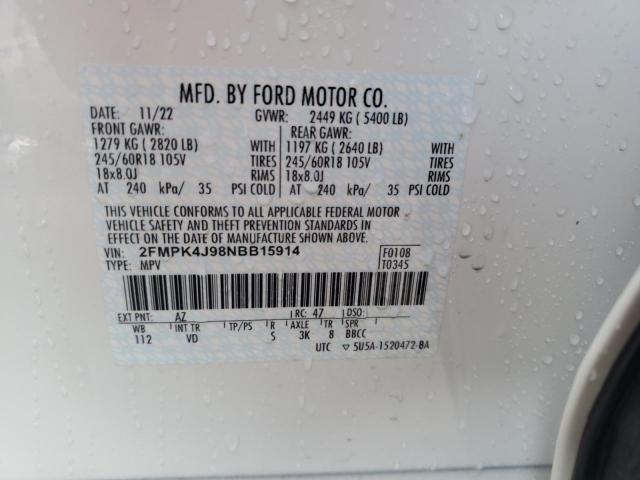 MFD. BY FORD MOTOR CO.
DATE: 11/22 GVWR: 2449 KG ( 5400 LB)
FRONT GAWR: REAR GAWR:
1279 KG ( 2820 LB) WITH 1197 KG ( 2640 LB) WITH
245/60R18 105V TIRES 245/60R18 105V TIRES
18x8.0J RIMS 18x8.0J RIMS
AT 240 kPa/ 35 PSI COLD AT 240 kPa/ 35 PSI COLD
THIS VEHICLE CONFORMS TO ALL APPLICABLE FEDERAL MOTOR
VEHICLE SAFETY AND THEFT PREVENTION STANDARDS IN
EFFECT ON THE DATE OF MANUFACTURE SHOWN ABOVE.
VIN: 2FMPK4J98NBB15914 F0108
TYPE: MPV T0345
EXT PNT: AZ RC: 47 DSO:
WB INT TR TP/PS R AXLE TR SPR
112 VD S 3K 8 BBCC
UTC ▽ 5U5A-1520472-BA